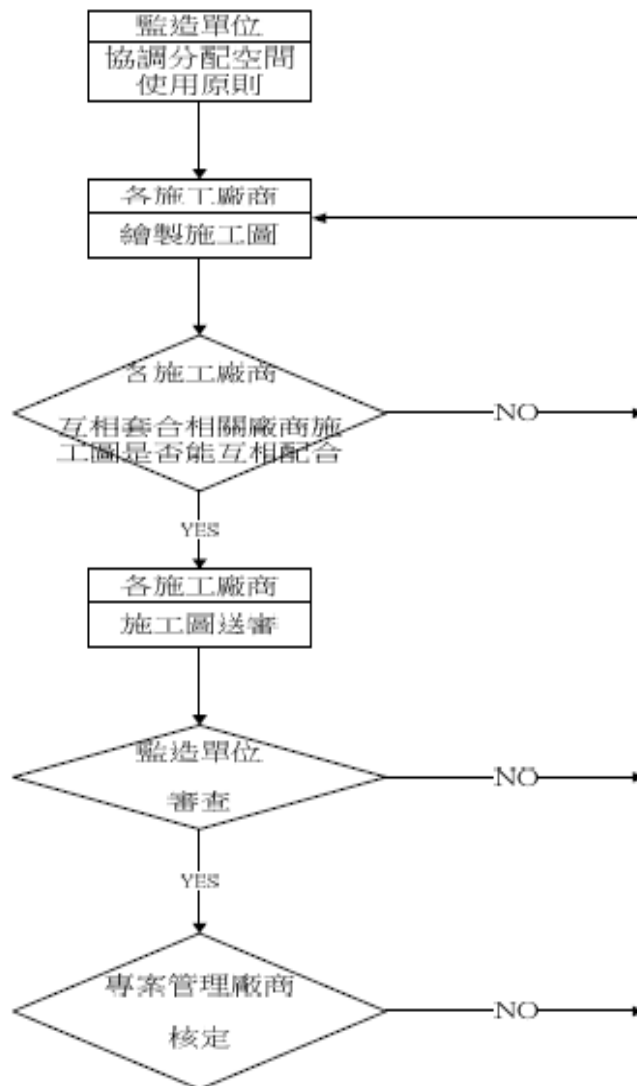 監造單位
協調分配空間
使用原則
各施工廠商
繪製施工圖
各施工廠商
互相套合相關廠商施
工圖是否能互相配合
NO
YES
各施工廠商
施工圖送審
監造單位
審查
NO
YES
專案管理廠商
核定
NO